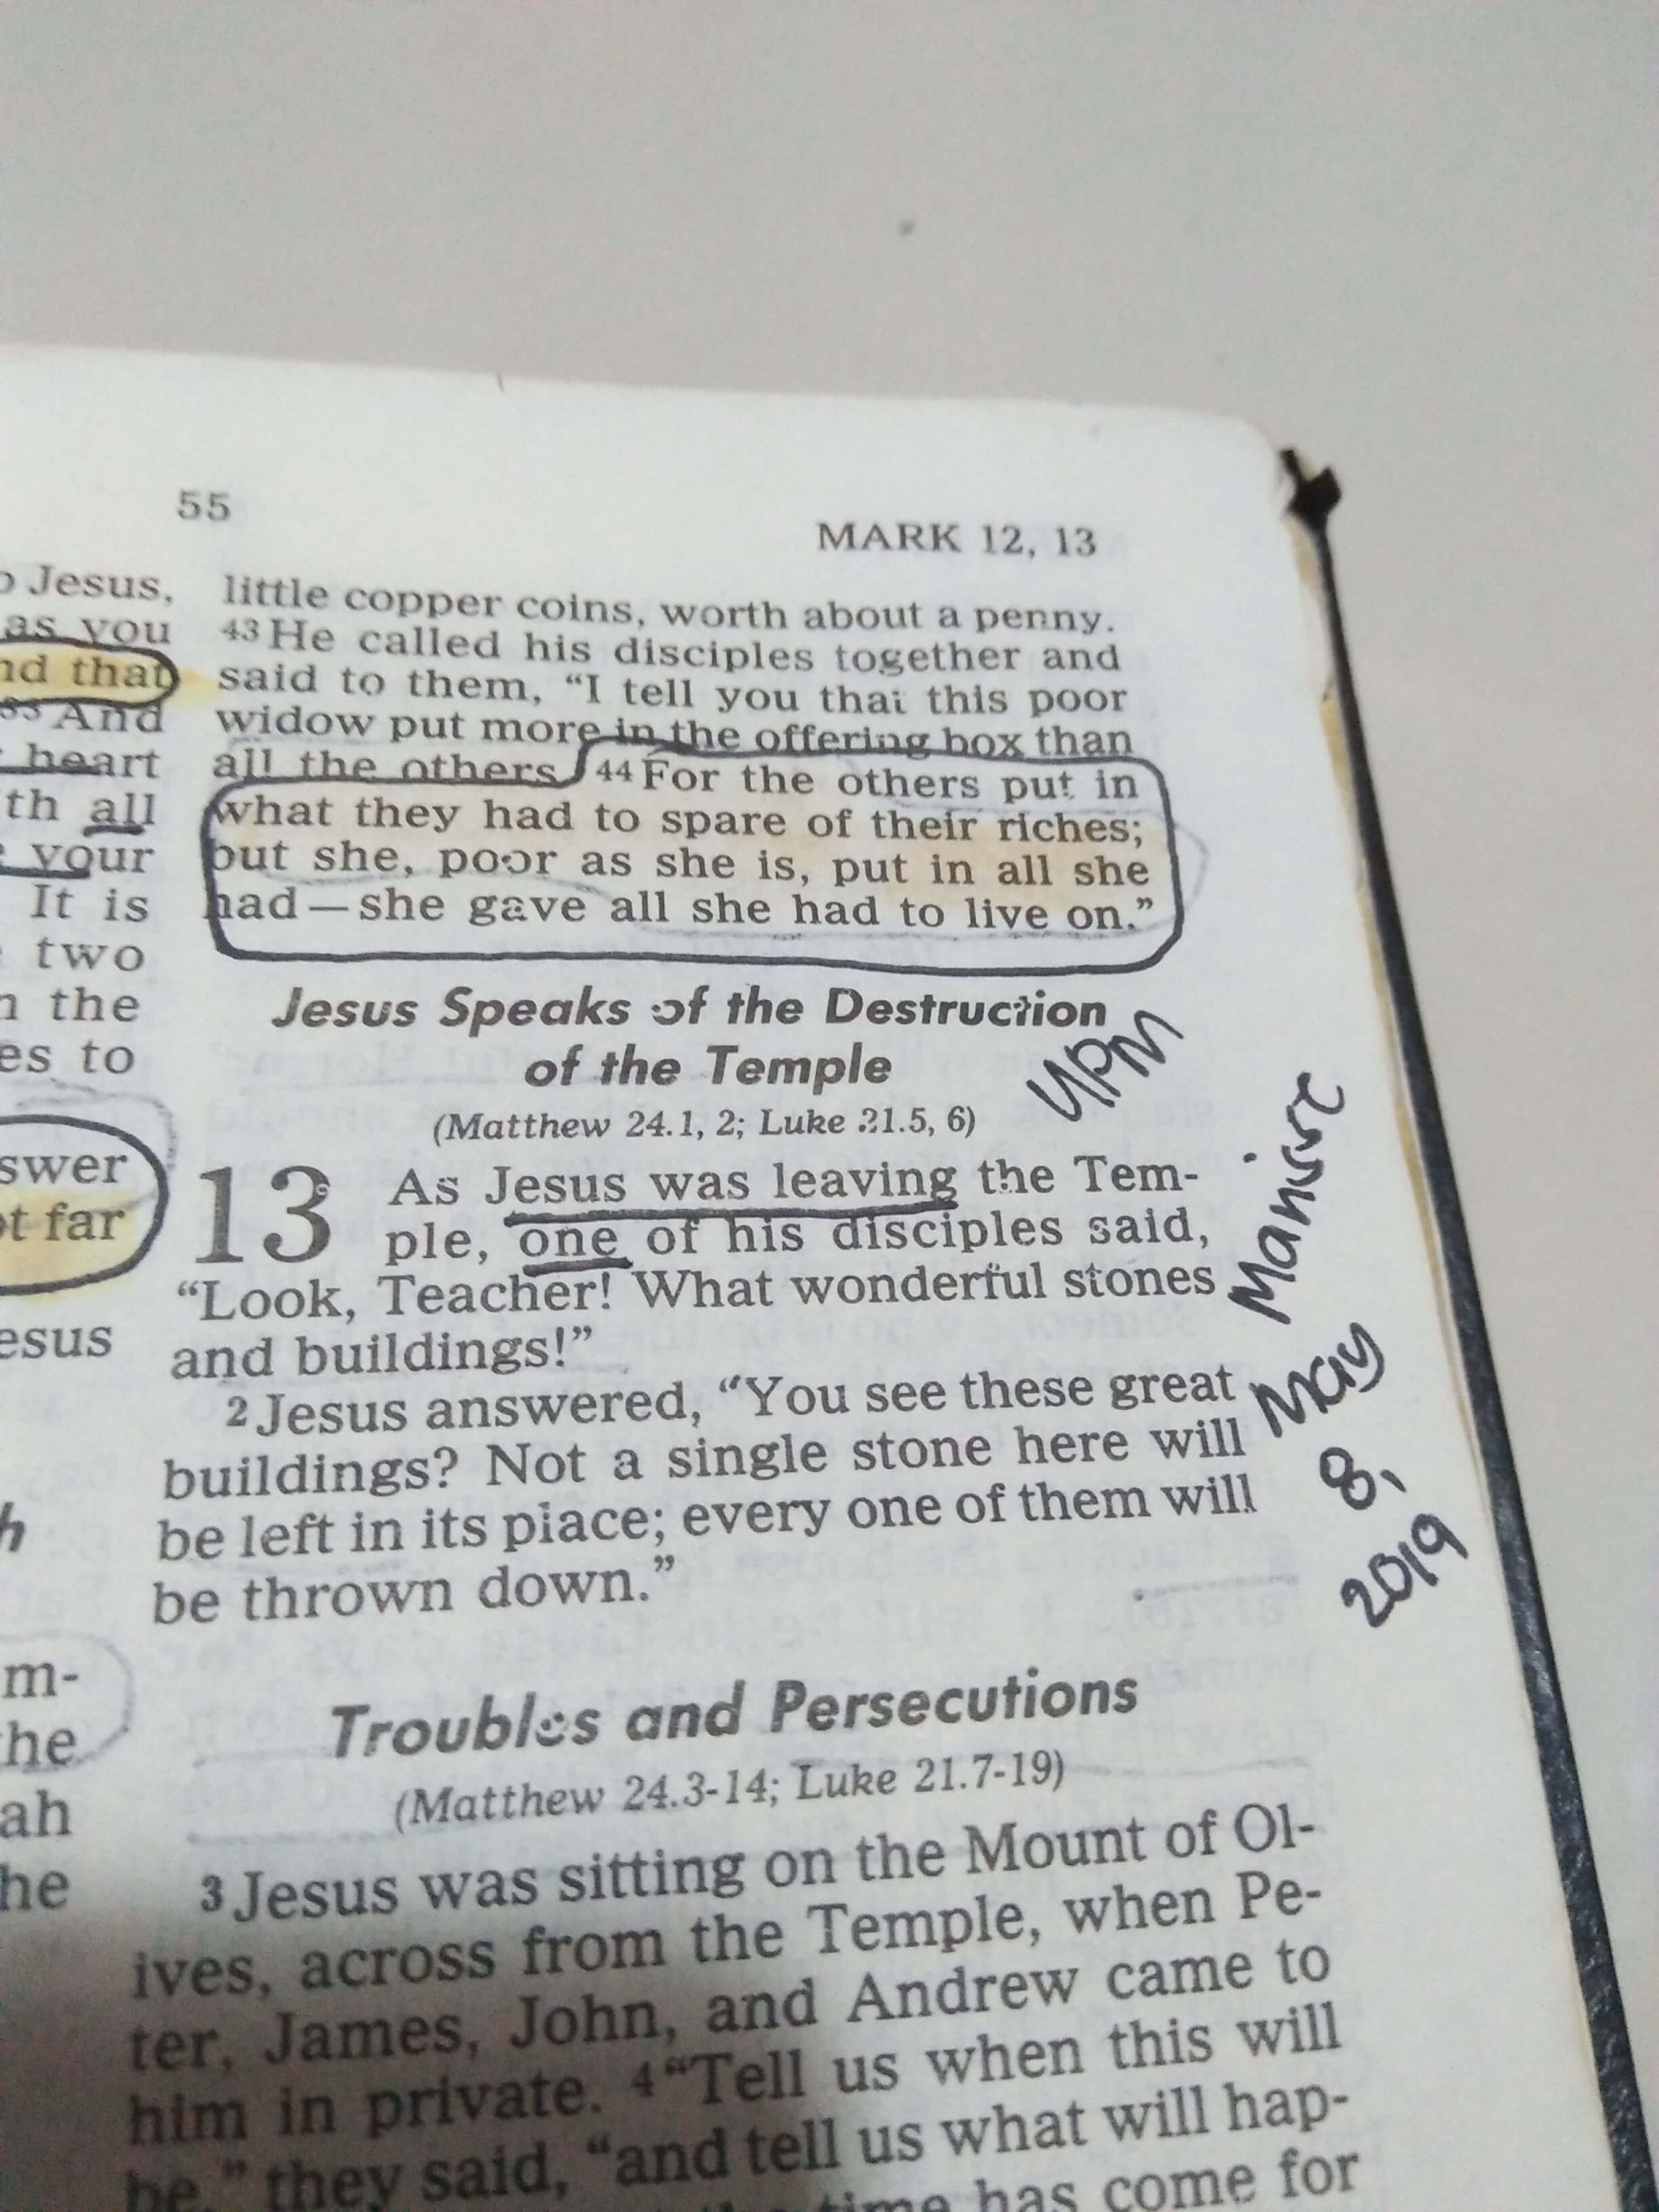 55
MARK 12, 13
o Jesus,
as you
nd that
And
heart
th all
your
It is
two
n the
es to
swer
ot far
esus
h
m-
he
ah
he
little copper coins, worth about a penny.
43 He called his disciples together and
said to them, “I tell you that this poor
widow put more in the offering box than
all the others. 44 For the others put in
what they had to spare of their riches;
but she, poor as she is, put in all she
had—she gave all she had to live on.”
Jesus Speaks of the Destruction
of the Temple
(Matthew 24.1, 2; Luke 21.5, 6)
13 As Jesus was leaving the Tem-
ple, one of his disciples said,
“Look, Teacher! What wonderful stones
and buildings!”
2 Jesus answered, “You see these great
buildings? Not a single stone here will
be left in its place; every one of them will
be thrown down.”
Troubles and Persecutions
(Matthew 24.3-14; Luke 21.7-19)
3 Jesus was sitting on the Mount of Ol-
ives, across from the Temple, when Pe-
ter, James, John, and Andrew came to
him in private. 4 “Tell us when this will
be,” they said, “and tell us what will hap-
time has come for
May
8,
2019